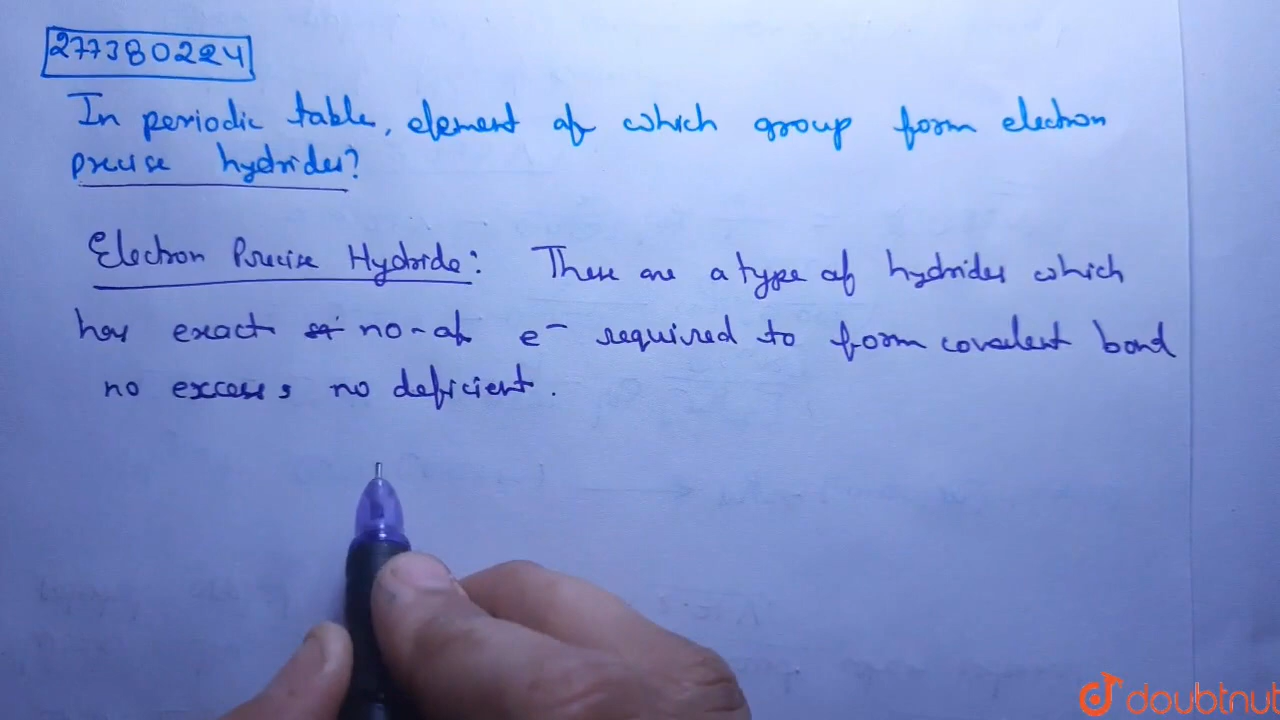 277380224
In periodic table, element of which group form electron
precise hydrides?
Electron Precise Hydride: These are a type of hydrides which
has exact no-of e⁻ required to form covalent bond
no excess no deficient.
doubtnut